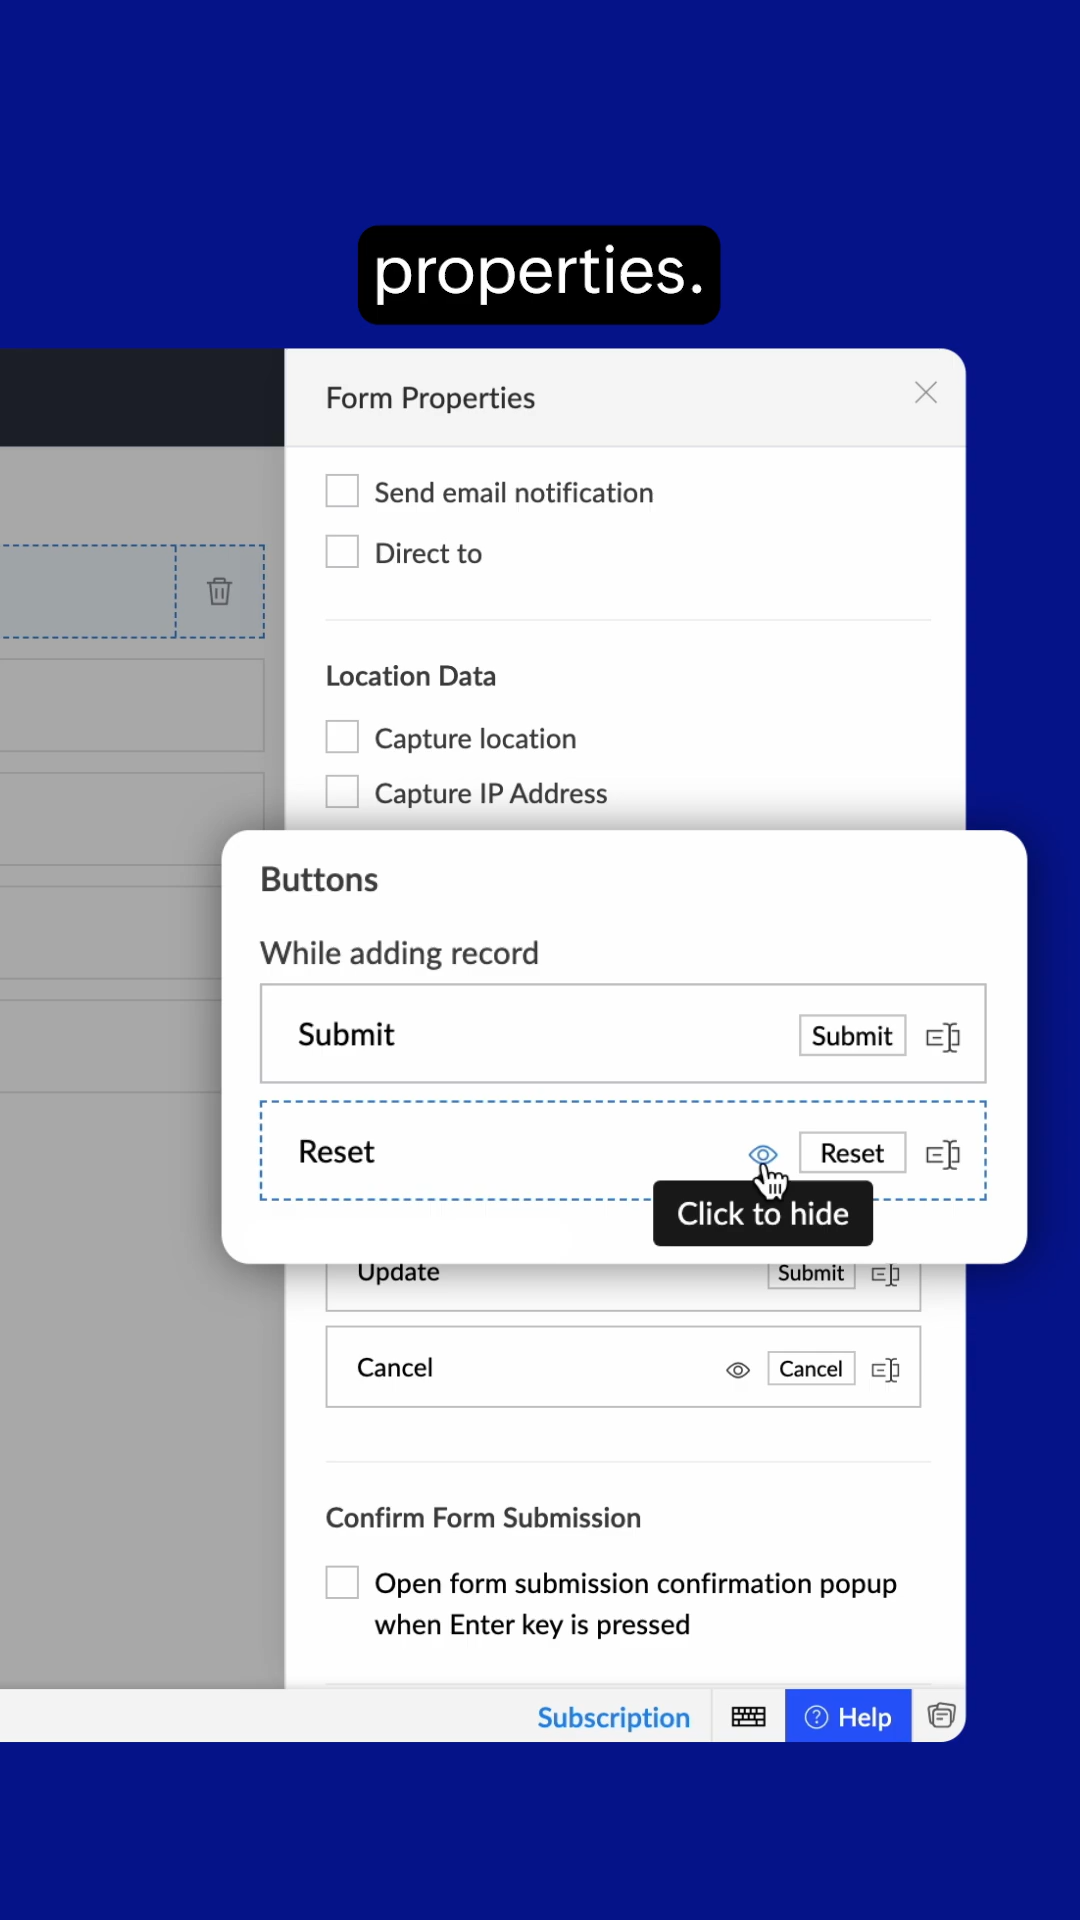 properties.
Form Properties
Send email notification
Direct to
Location Data
Capture location
Capture IP Address
Buttons
While adding record
Submit Submit
Reset Reset
Click to hide
Update Submit
Cancel Cancel
Confirm Form Submission
Open form submission confirmation popup
when Enter key is pressed
Subscription Help